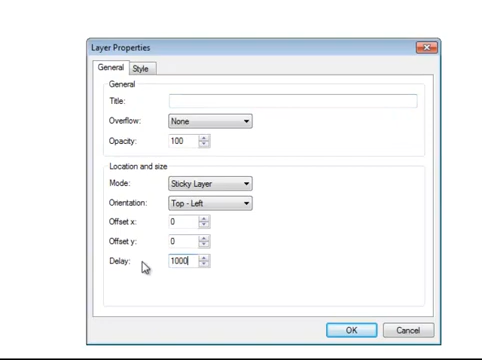 Layer Properties
General Style
General
Title:
Overflow: None
Opacity: 100
Location and size
Mode: Sticky Layer
Orientation: Top - Left
Offset x: 0
Offset y: 0
Delay: 1000
OK Cancel